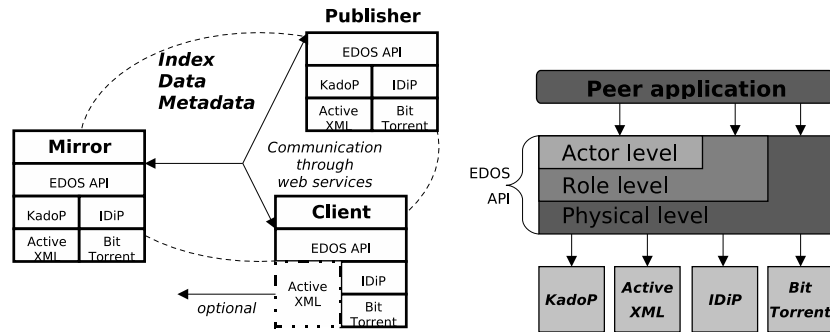 Publisher
EDOS API
KadoP
IDiP
Active
XML
Bit
Torrent
Index
Data
Metadata
Mirror
EDOS API
KadoP
IDiP
Active
XML
Bit
Torrent
Communication
through
web services
Client
EDOS API
Active
XML
IDiP
Bit
Torrent
optional
Peer application
EDOS
API
Actor level
Role level
Physical level
KadoP
Active
XML
IDiP
Bit
Torrent